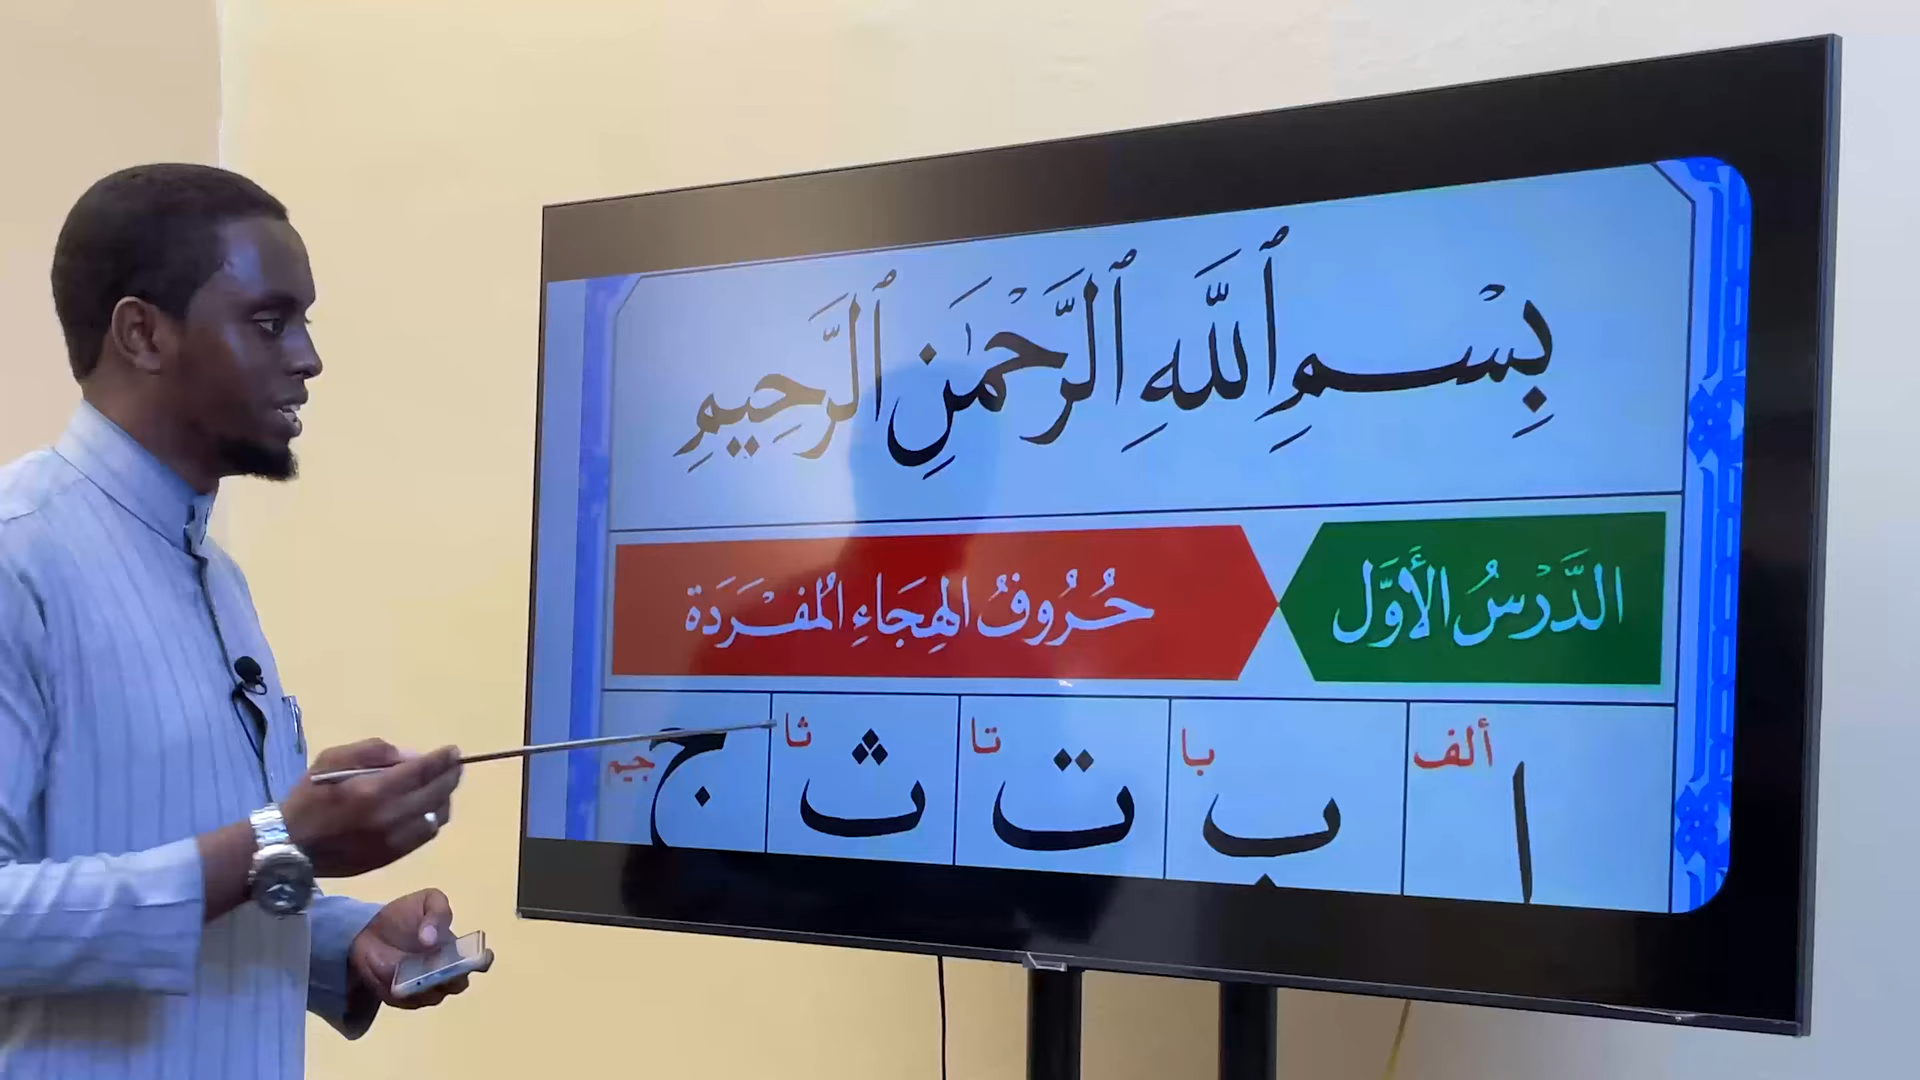 بِسْمِ ٱللَّهِ ٱلرَّحْمَٰنِ ٱلرَّحِيمِ
الدَّرْسُ الأَوَّل حُرُوفُ الهِجَاءِ المُفْرَدَة
ألف با تا ثا جيم
ا ب ت ث ج